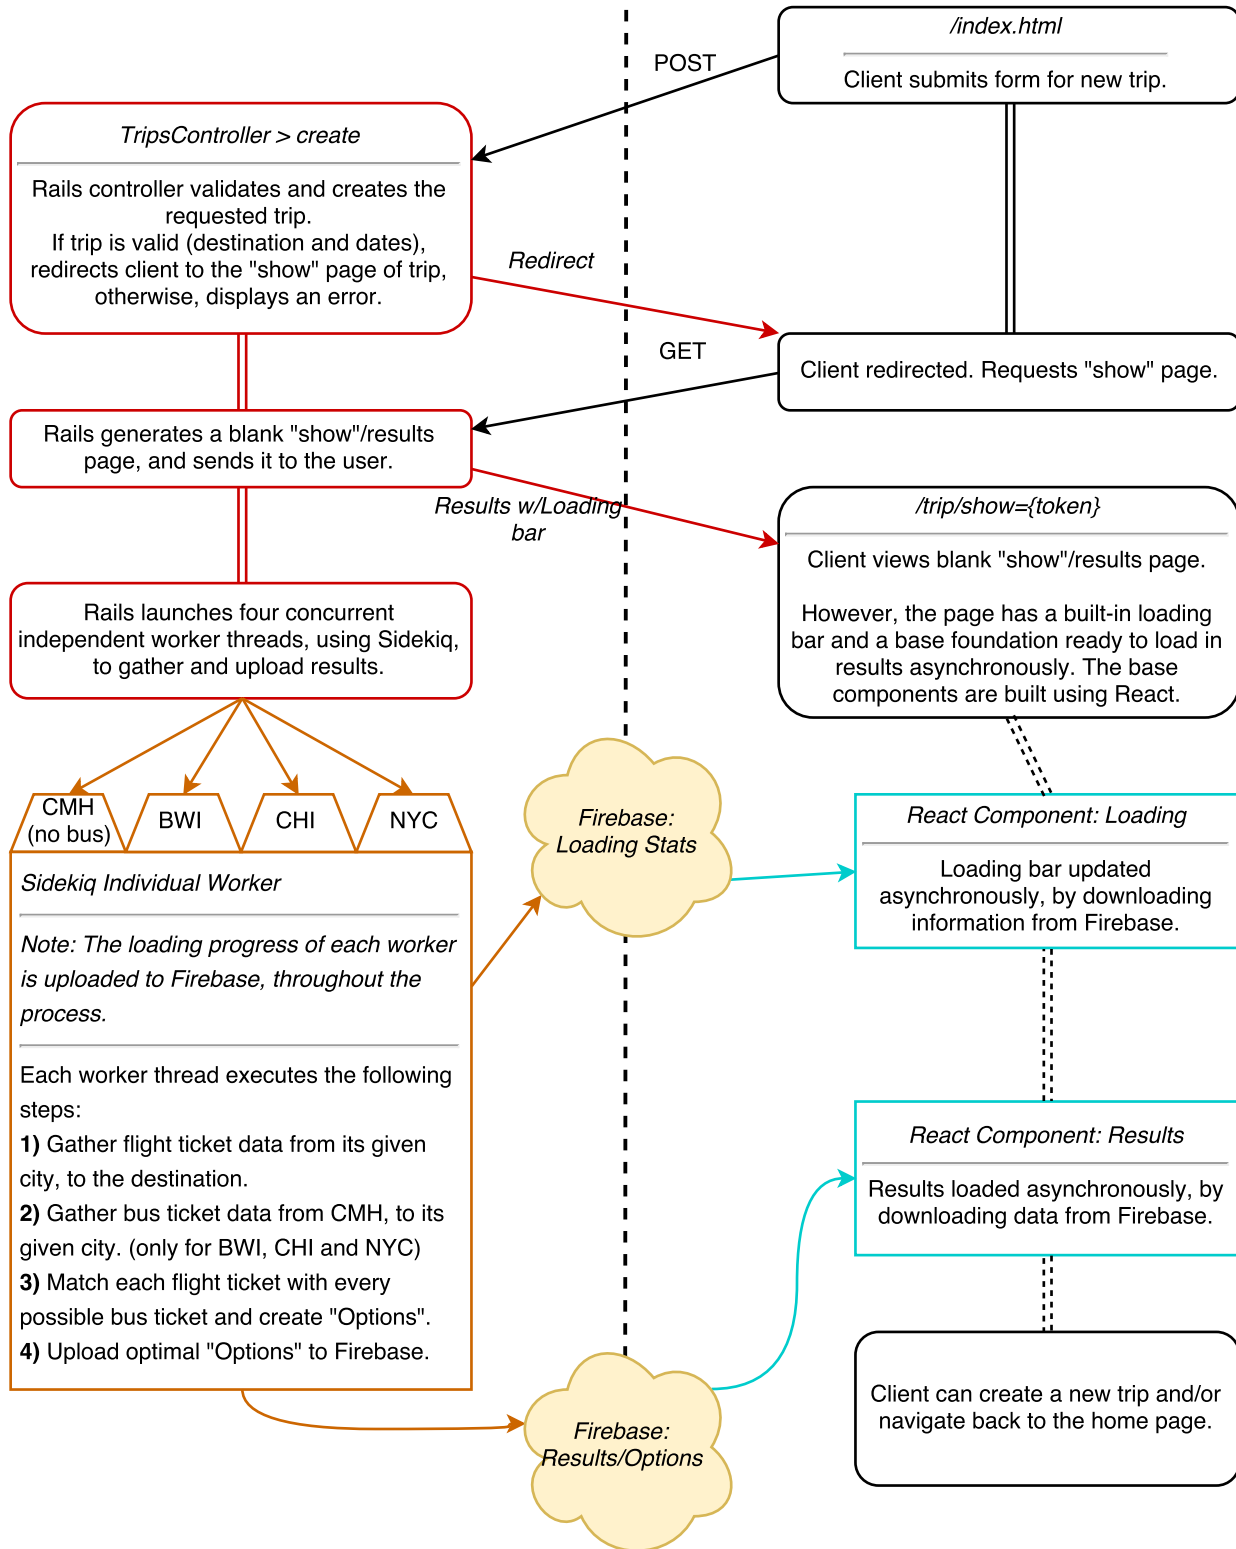 /index.html
Client submits form for new trip.
POST
TripsController > create
Rails controller validates and creates the
requested trip.
If trip is valid (destination and dates),
redirects client to the "show" page of trip,
otherwise, displays an error.
Redirect
GET
Client redirected. Requests "show" page.
Rails generates a blank "show"/results
page, and sends it to the user.
Results w/Loading
bar
/trip/show={token}
Client views blank "show"/results page.
However, the page has a built-in loading
bar and a base foundation ready to load in
results asynchronously. The base
components are built using React.
Rails launches four concurrent
independent worker threads, using Sidekiq,
to gather and upload results.
CMH
(no bus)
BWI
CHI
NYC
Firebase:
Loading Stats
React Component: Loading
Loading bar updated
asynchronously, by downloading
information from Firebase.
Sidekiq Individual Worker
Note: The loading progress of each worker
is uploaded to Firebase, throughout the
process.
Each worker thread executes the following
steps:
1) Gather flight ticket data from its given
city, to the destination.
2) Gather bus ticket data from CMH, to its
given city. (only for BWI, CHI and NYC)
3) Match each flight ticket with every
possible bus ticket and create "Options".
4) Upload optimal "Options" to Firebase.
React Component: Results
Results loaded asynchronously, by
downloading data from Firebase.
Firebase:
Results/Options
Client can create a new trip and/or
navigate back to the home page.